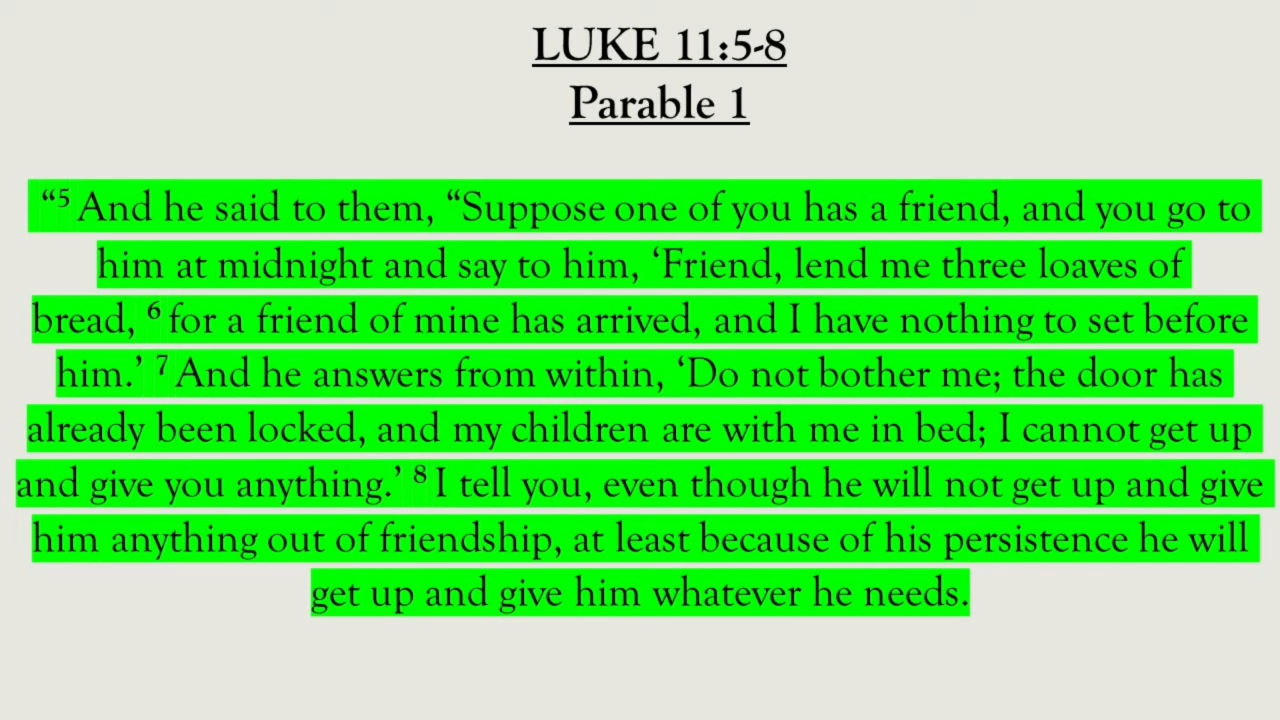 LUKE 11:5-8
Parable 1
“⁵ And he said to them, “Suppose one of you has a friend, and you go to
him at midnight and say to him, ‘Friend, lend me three loaves of
bread, ⁶ for a friend of mine has arrived, and I have nothing to set before
him.’ ⁷ And he answers from within, ‘Do not bother me; the door has
already been locked, and my children are with me in bed; I cannot get up
and give you anything.’ ⁸ I tell you, even though he will not get up and give
him anything out of friendship, at least because of his persistence he will
get up and give him whatever he needs.